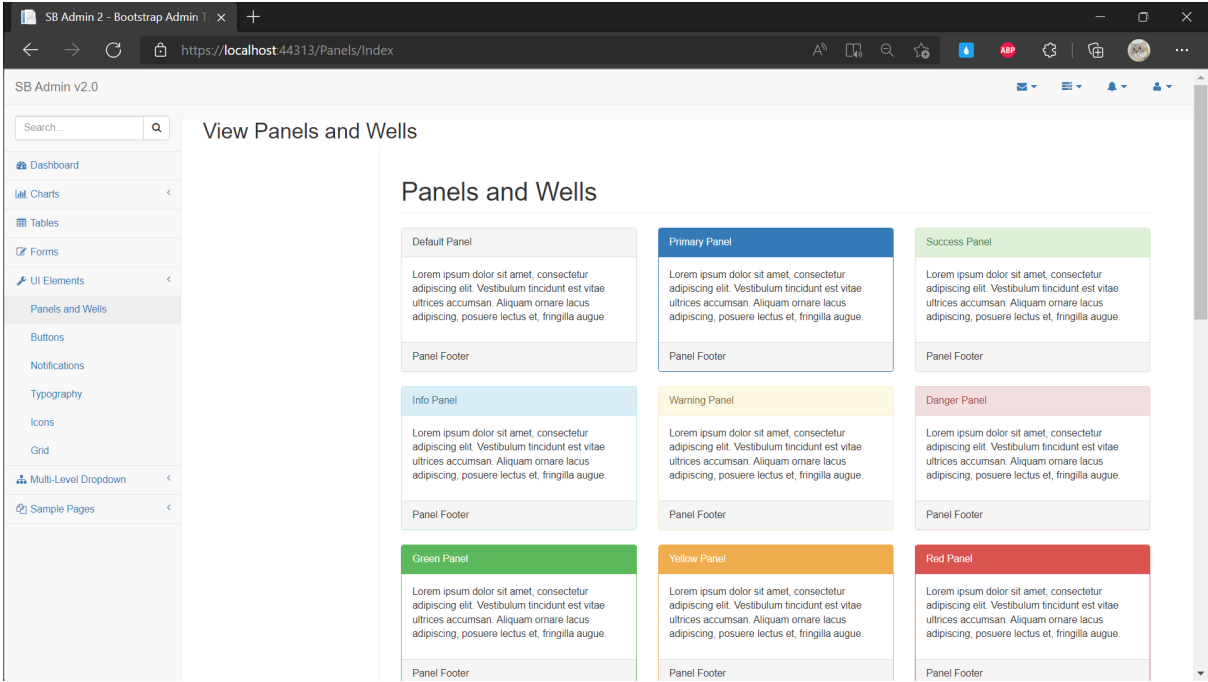 SB Admin 2 - Bootstrap Admin T
https://localhost:44313/Panels/Index
ABP
SB Admin v2.0
Search...
Dashboard
Charts
Tables
Forms
UI Elements
Panels and Wells
Buttons
Notifications
Typography
Icons
Grid
Multi-Level Dropdown
Sample Pages
View Panels and Wells
Panels and Wells
Default Panel
Lorem ipsum dolor sit amet, consectetur
adipiscing elit. Vestibulum tincidunt est vitae
ultrices accumsan. Aliquam ornare lacus
adipiscing, posuere lectus et, fringilla augue.
Panel Footer
Primary Panel
Lorem ipsum dolor sit amet, consectetur
adipiscing elit. Vestibulum tincidunt est vitae
ultrices accumsan. Aliquam ornare lacus
adipiscing, posuere lectus et, fringilla augue.
Panel Footer
Success Panel
Lorem ipsum dolor sit amet, consectetur
adipiscing elit. Vestibulum tincidunt est vitae
ultrices accumsan. Aliquam ornare lacus
adipiscing, posuere lectus et, fringilla augue.
Panel Footer
Info Panel
Lorem ipsum dolor sit amet, consectetur
adipiscing elit. Vestibulum tincidunt est vitae
ultrices accumsan. Aliquam ornare lacus
adipiscing, posuere lectus et, fringilla augue.
Panel Footer
Warning Panel
Lorem ipsum dolor sit amet, consectetur
adipiscing elit. Vestibulum tincidunt est vitae
ultrices accumsan. Aliquam ornare lacus
adipiscing, posuere lectus et, fringilla augue.
Panel Footer
Danger Panel
Lorem ipsum dolor sit amet, consectetur
adipiscing elit. Vestibulum tincidunt est vitae
ultrices accumsan. Aliquam ornare lacus
adipiscing, posuere lectus et, fringilla augue.
Panel Footer
Green Panel
Lorem ipsum dolor sit amet, consectetur
adipiscing elit. Vestibulum tincidunt est vitae
ultrices accumsan. Aliquam ornare lacus
adipiscing, posuere lectus et, fringilla augue.
Panel Footer
Yellow Panel
Lorem ipsum dolor sit amet, consectetur
adipiscing elit. Vestibulum tincidunt est vitae
ultrices accumsan. Aliquam ornare lacus
adipiscing, posuere lectus et, fringilla augue.
Panel Footer
Red Panel
Lorem ipsum dolor sit amet, consectetur
adipiscing elit. Vestibulum tincidunt est vitae
ultrices accumsan. Aliquam ornare lacus
adipiscing, posuere lectus et, fringilla augue.
Panel Footer